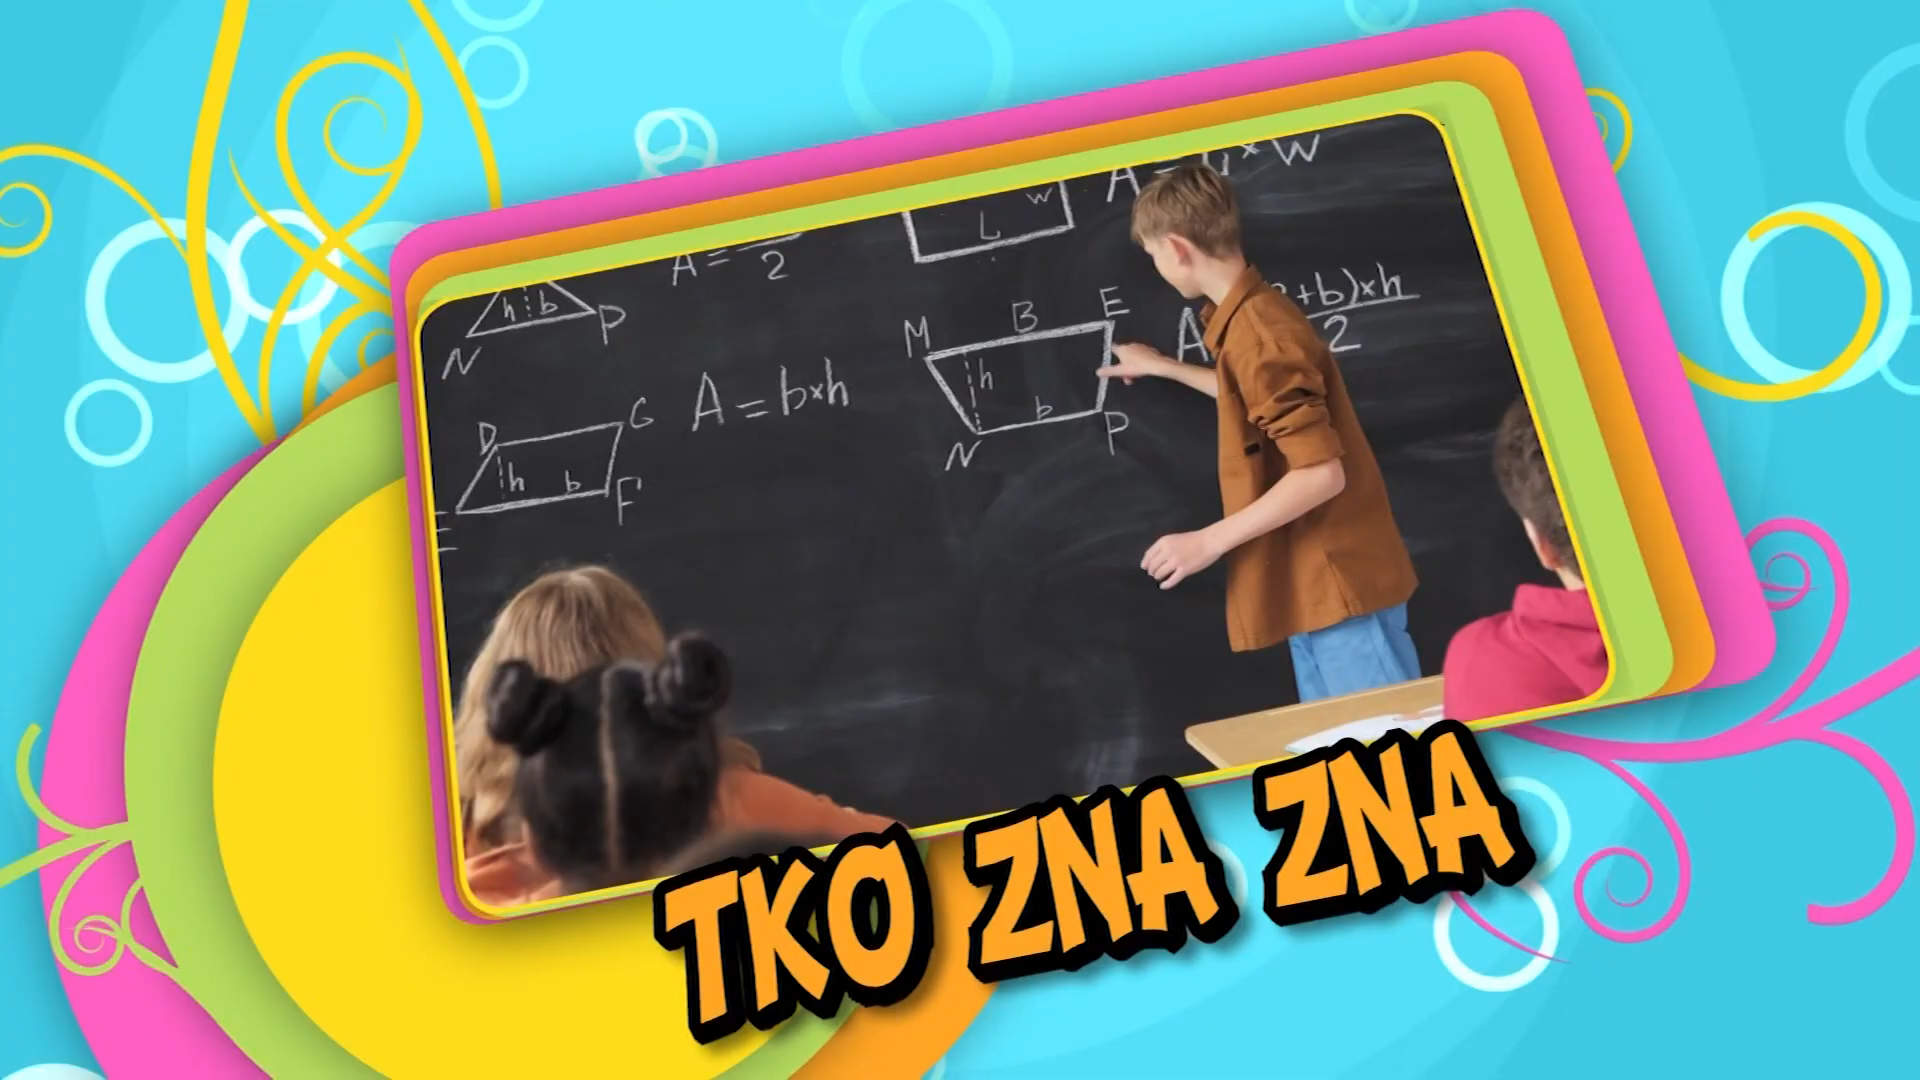 A = L × W
W
L
A = 2
h b
N P
M B E
h
b
N P
A +b)×h
2
D G
h b
E F
A = b×h
TKO ZNA ZNA